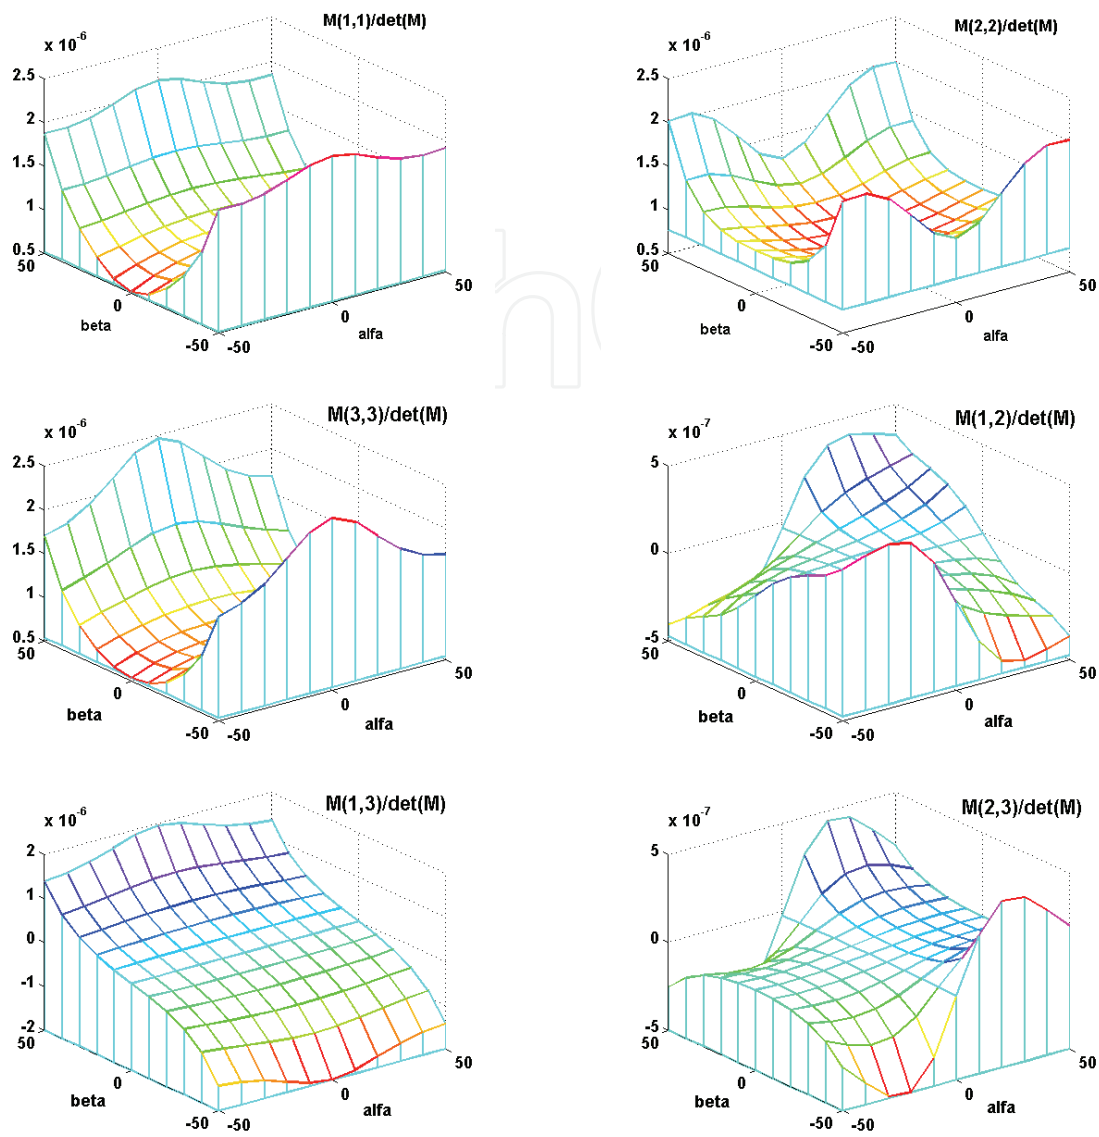 M(1,1)/det(M)
x 10-6
2.5
2
1.5
1
0.5
50
0
-50
beta
-50
0
50
alfa
M(2,2)/det(M)
x 10-6
2.5
2
1.5
1
0.5
50
0
-50
beta
-50
0
50
alfa
M(3,3)/det(M)
x 10-6
2.5
2
1.5
1
0.5
50
0
-50
beta
-50
0
50
alfa
M(1,2)/det(M)
x 10-7
5
0
-5
50
0
-50
beta
-50
0
50
alfa
M(1,3)/det(M)
x 10-6
2
1
0
-1
-2
50
0
-50
beta
-50
0
50
alfa
M(2,3)/det(M)
x 10-7
5
0
-5
50
0
-50
beta
-50
0
50
alfa